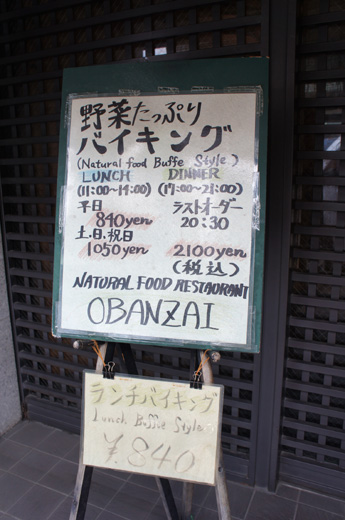 野菜たっぷり
バイキング
(Natural food Buffe Style)
LUNCH DINNER
(11:00~14:00) (17:00~21:00)
平日 ラストオーダー
840yen 20:30
土,日,祝日
1050yen 2100yen
(税込)
NATURAL FOOD RESTAURANT
OBANZAI
ランチバイキング
Lunch Buffe Style
¥.840